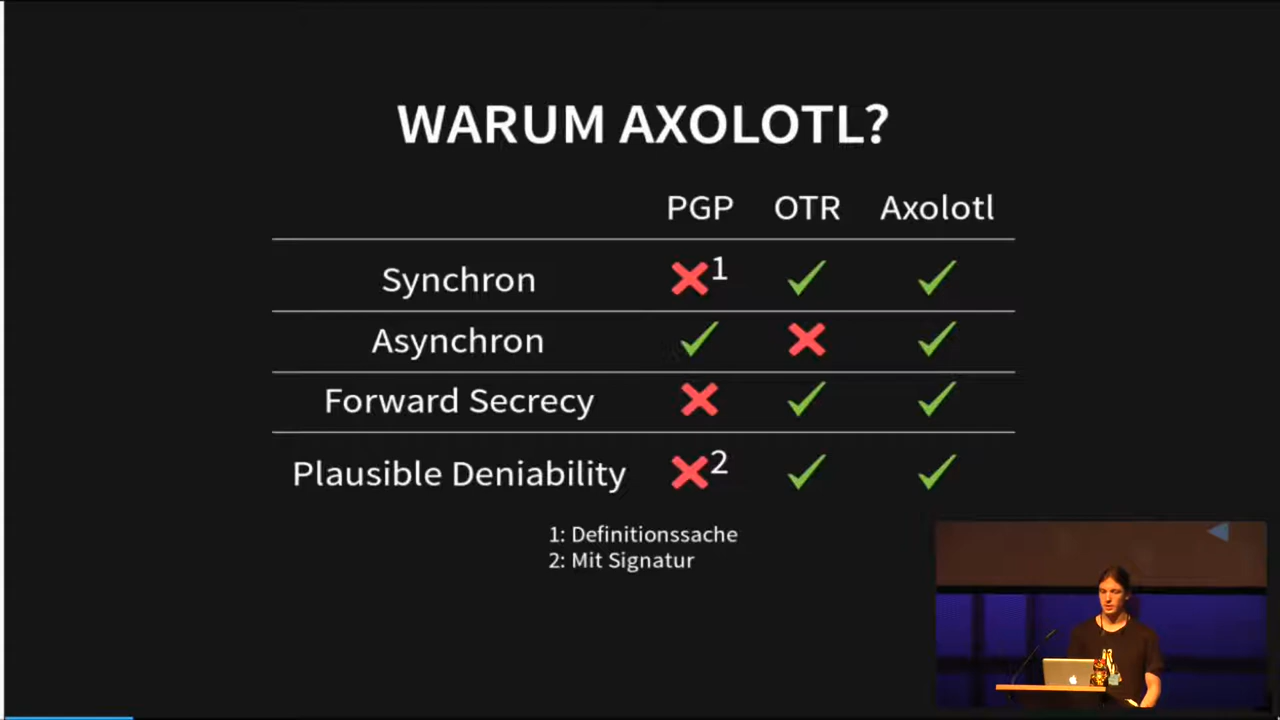 WARUM AXOLOTL?
PGP OTR Axolotl
Synchron ❌1 ✓ ✓
Asynchron ✓ ❌ ✓
Forward Secrecy ❌ ✓ ✓
Plausible Deniability ❌2 ✓ ✓
1: Definitionssache
2: Mit Signatur